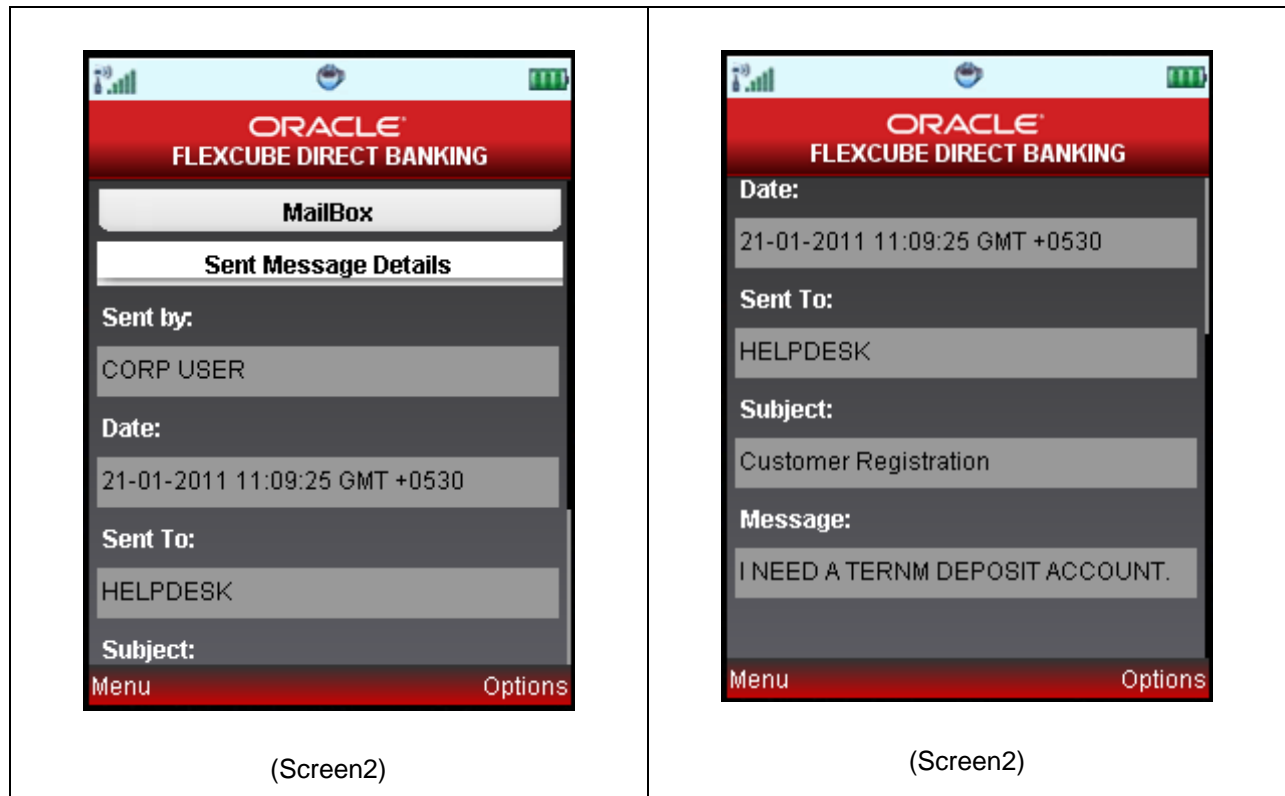 ORACLE
FLEXCUBE DIRECT BANKING
MailBox
Sent Message Details
Sent by:
CORP USER
Date:
21-01-2011 11:09:25 GMT +0530
Sent To:
HELPDESK
Subject:
Menu Options
(Screen2)
ORACLE
FLEXCUBE DIRECT BANKING
Date:
21-01-2011 11:09:25 GMT +0530
Sent To:
HELPDESK
Subject:
Customer Registration
Message:
I NEED A TERNM DEPOSIT ACCOUNT.
Menu Options
(Screen2)